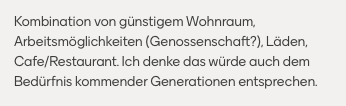 Kombination von günstigem Wohnraum,
Arbeitsmöglichkeiten (Genossenschaft?), Läden,
Cafe/Restaurant. Ich denke das würde auch dem
Bedürfnis kommender Generationen entsprechen.